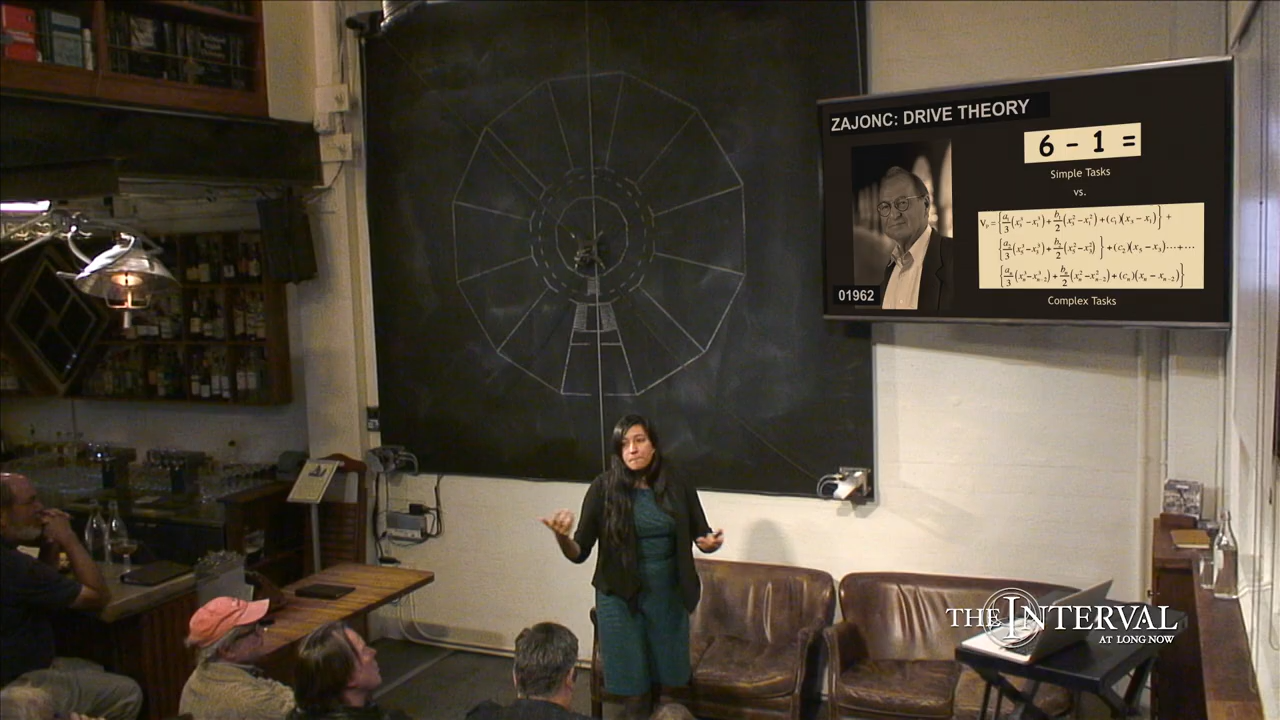 ZAJONC: DRIVE THEORY
6 - 1 =
Simple Tasks
vs.
Complex Tasks
01962
THE INTERVAL
AT LONG NOW